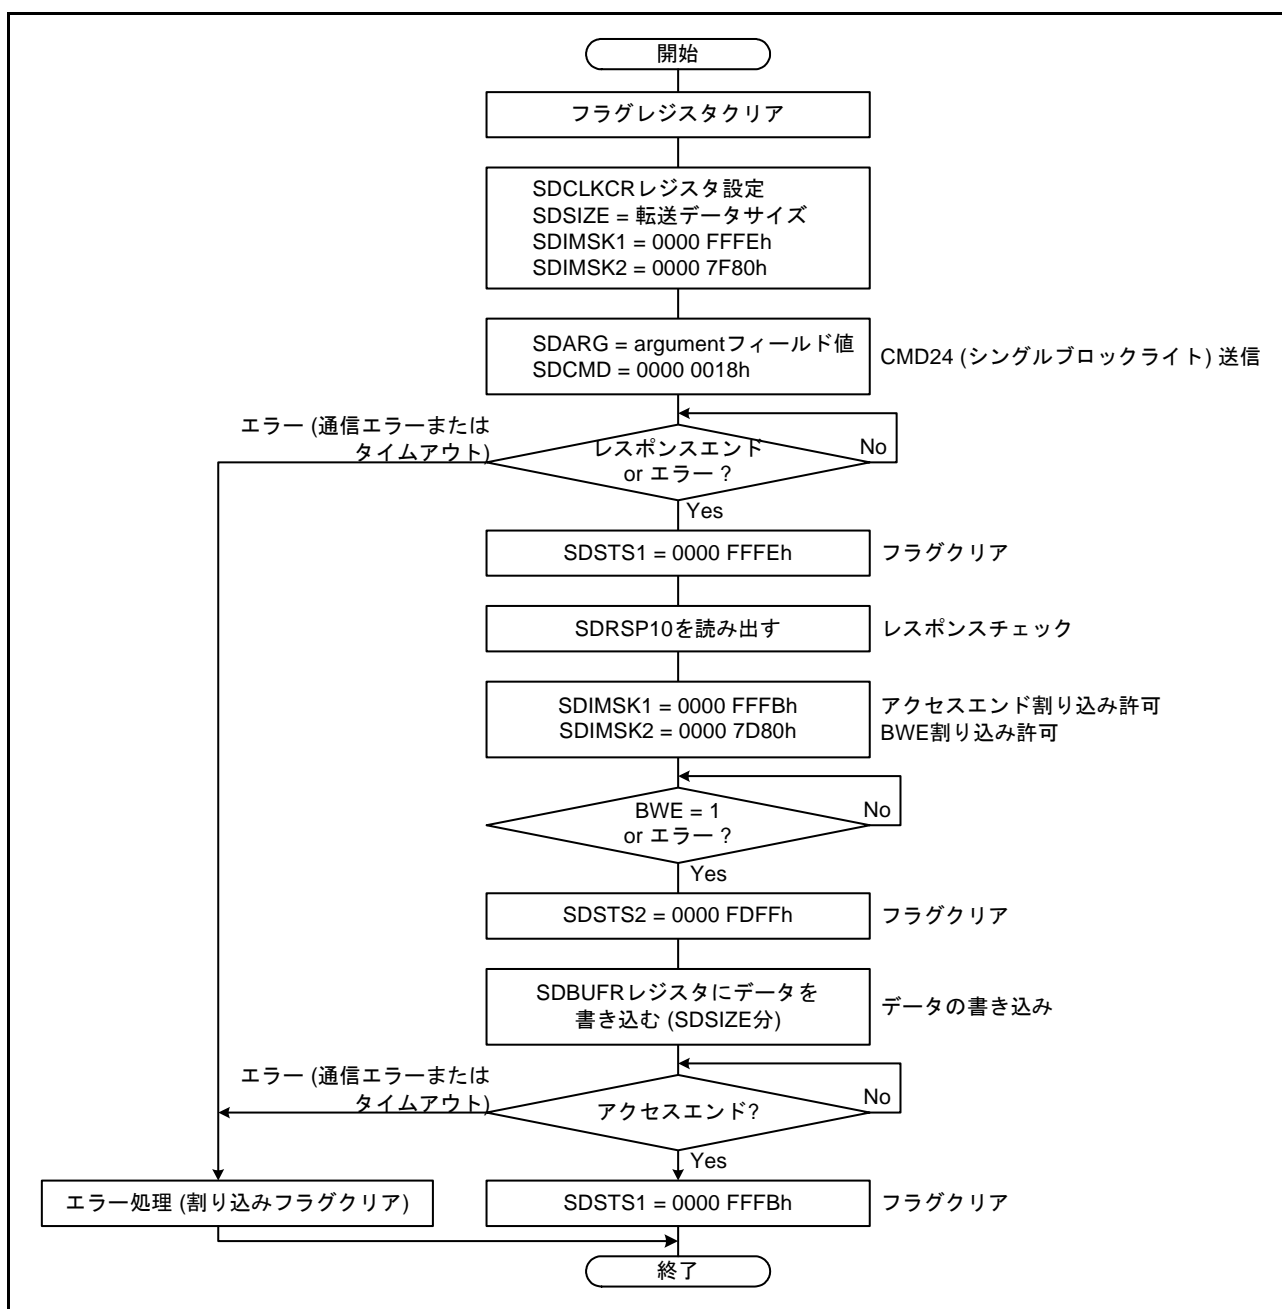 開始
フラグレジスタクリア
SDCLKCRレジスタ設定
SDSIZE = 転送データサイズ
SDIMSK1 = 0000 FFFEh
SDIMSK2 = 0000 7F80h
SDARG = argumentフィールド値
SDCMD = 0000 0018h
CMD24 (シングルブロックライト) 送信
エラー (通信エラーまたは
タイムアウト)
レスポンスエンド
or エラー ?
No
Yes
SDSTS1 = 0000 FFFEh
フラグクリア
SDRSP10を読み出す
レスポンスチェック
SDIMSK1 = 0000 FFFBh
SDIMSK2 = 0000 7D80h
アクセスエンド割り込み許可
BWE割り込み許可
BWE = 1
or エラー ?
No
Yes
SDSTS2 = 0000 FDFFh
フラグクリア
SDBUFRレジスタにデータを
書き込む (SDSIZE分)
データの書き込み
エラー (通信エラーまたは
タイムアウト)
アクセスエンド?
No
Yes
エラー処理 (割り込みフラグクリア)
SDSTS1 = 0000 FFFBh
フラグクリア
終了